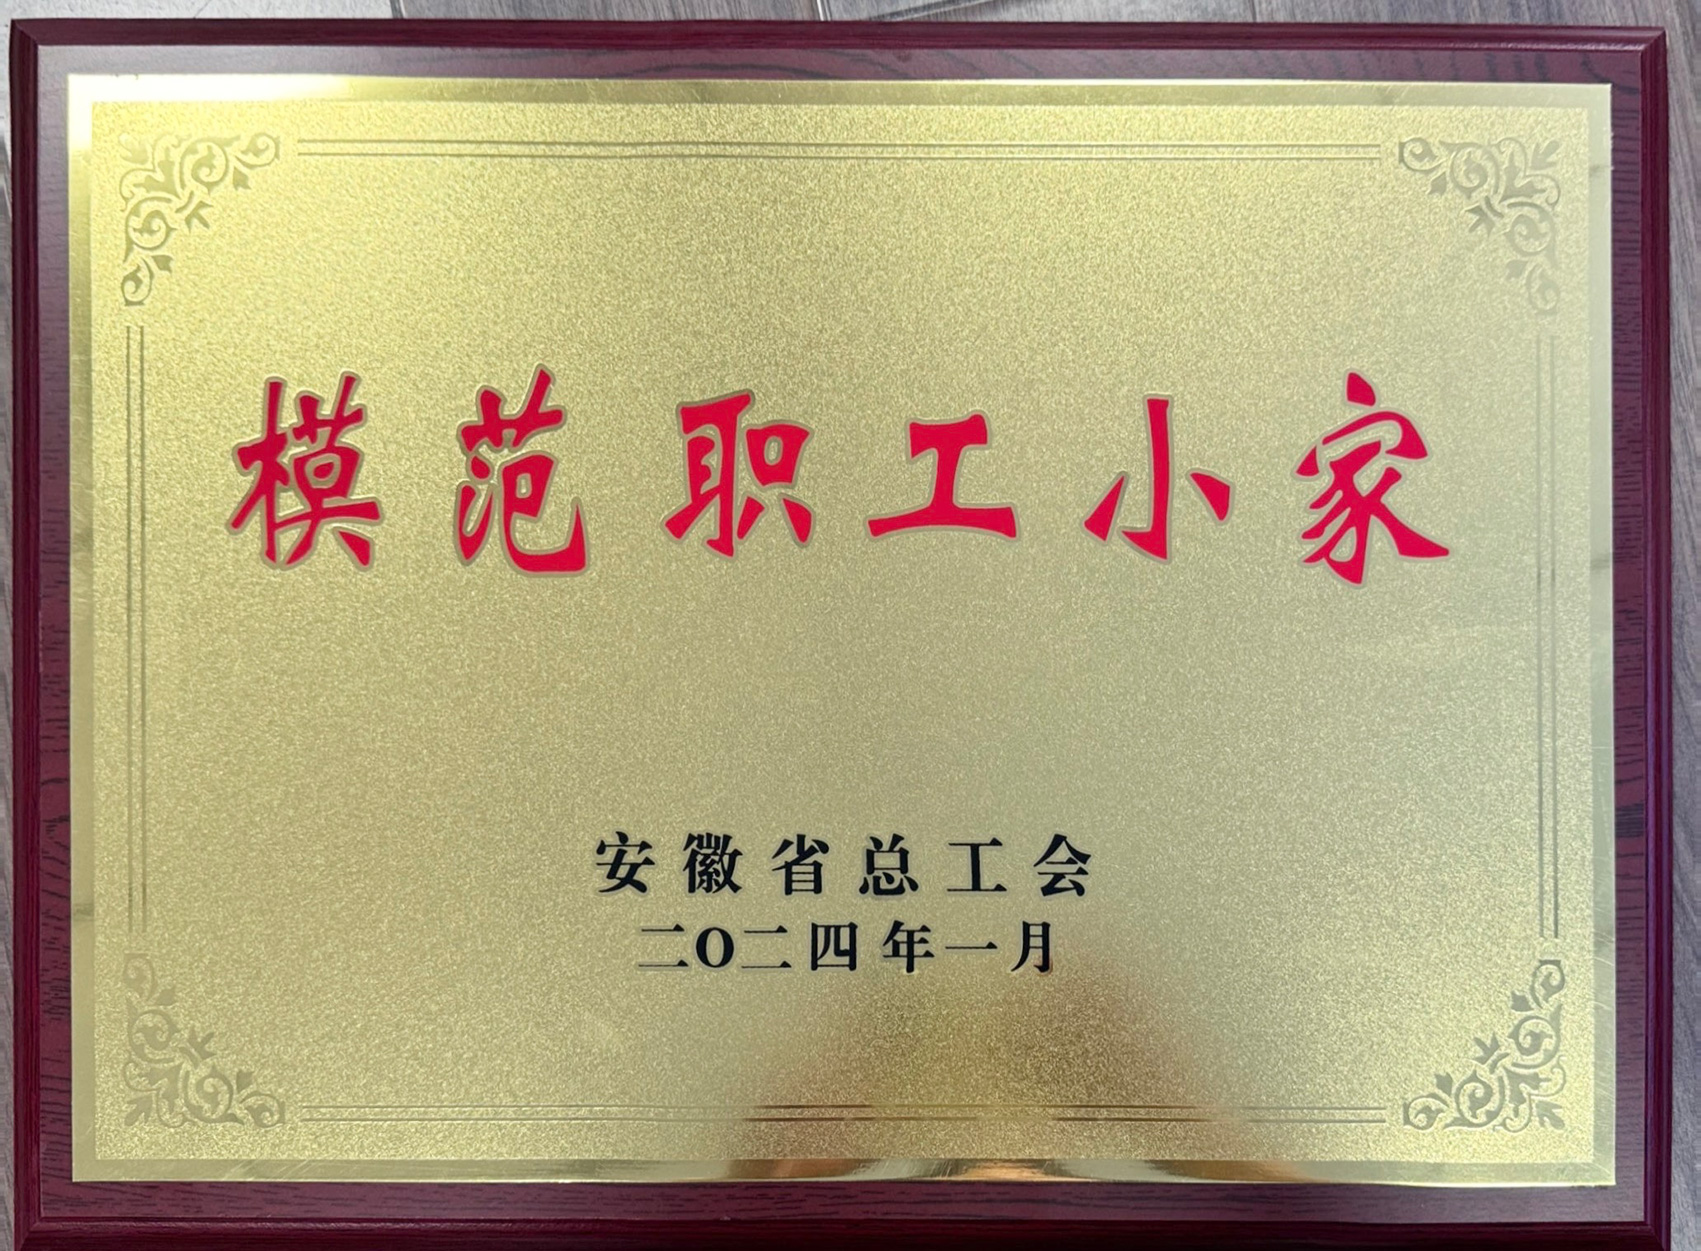 模范职工小家
安徽省总工会
二O二四年一月